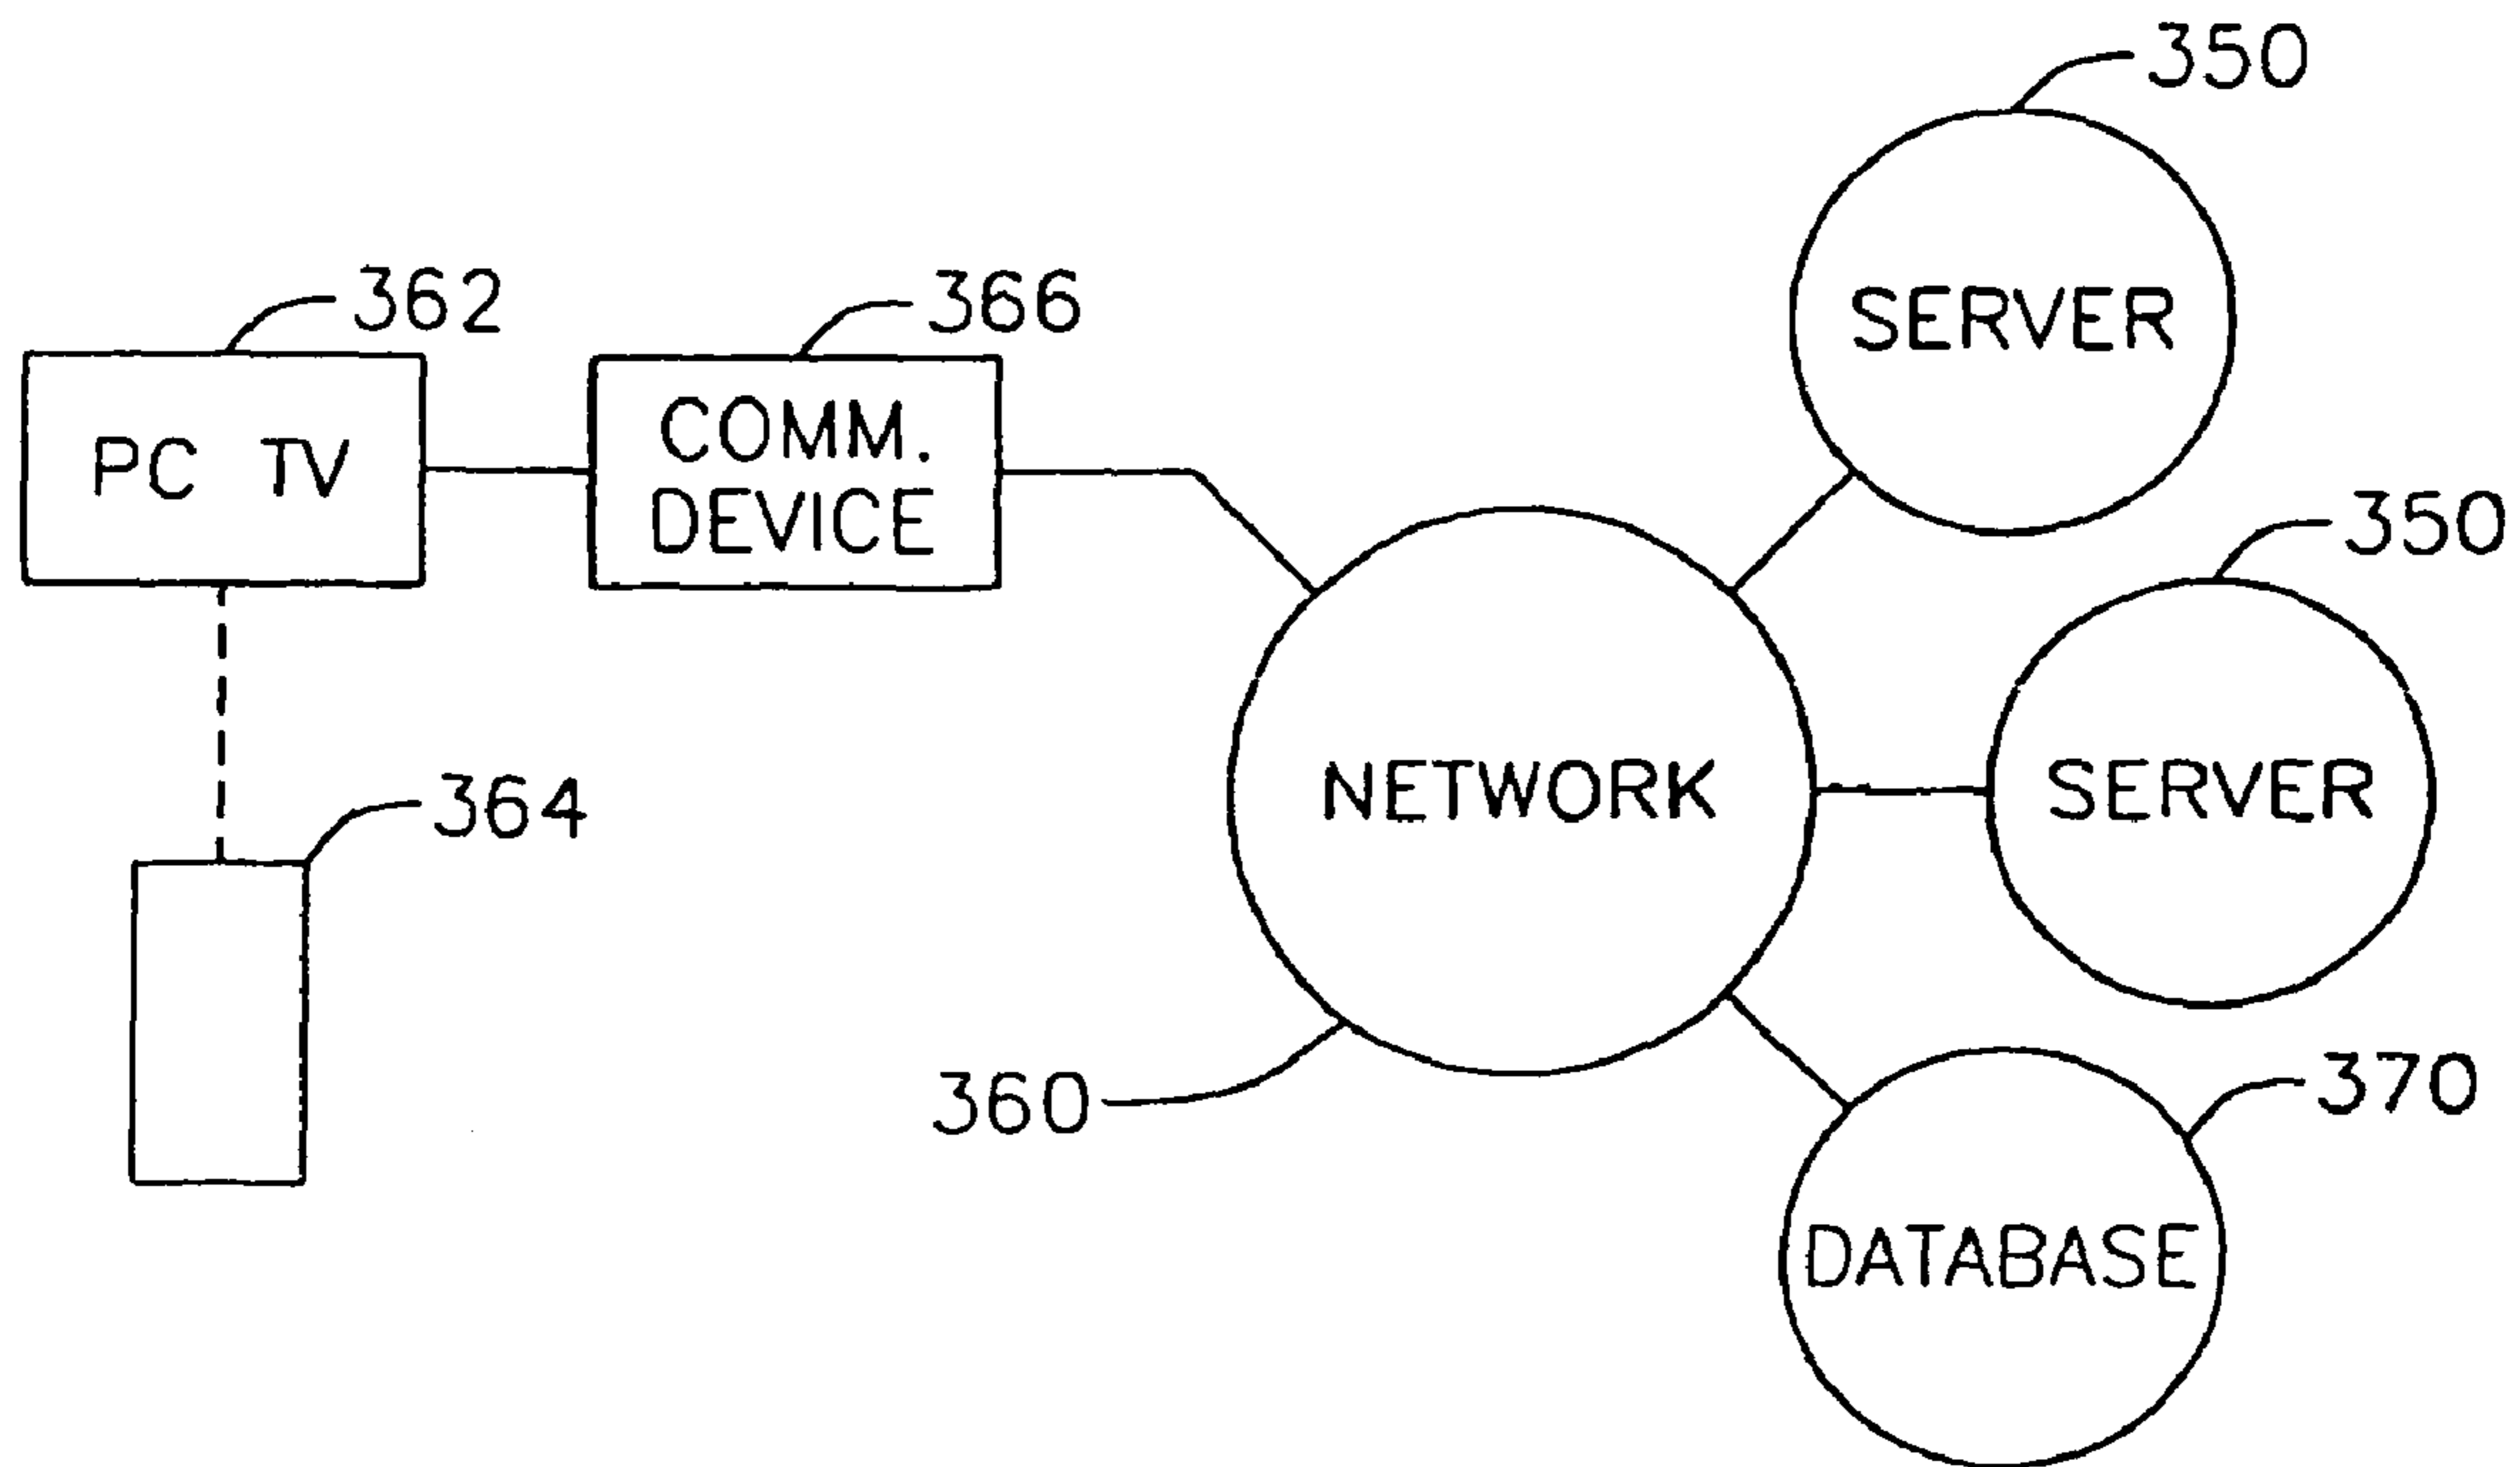 350
SERVER
362
366
PC TV
COMM.
DEVICE
350
SERVER
NETWORK
364
360
370
DATABASE